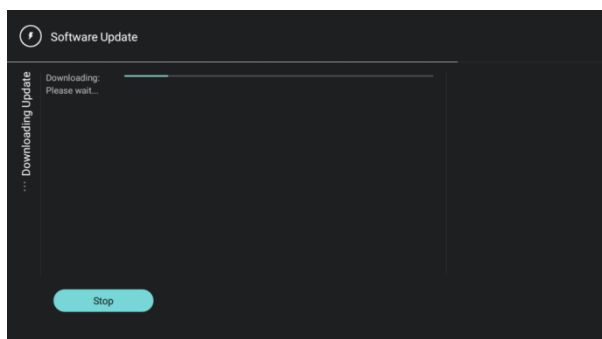 Software Update
Downloading:
Please wait...
... Downloading Update
Stop